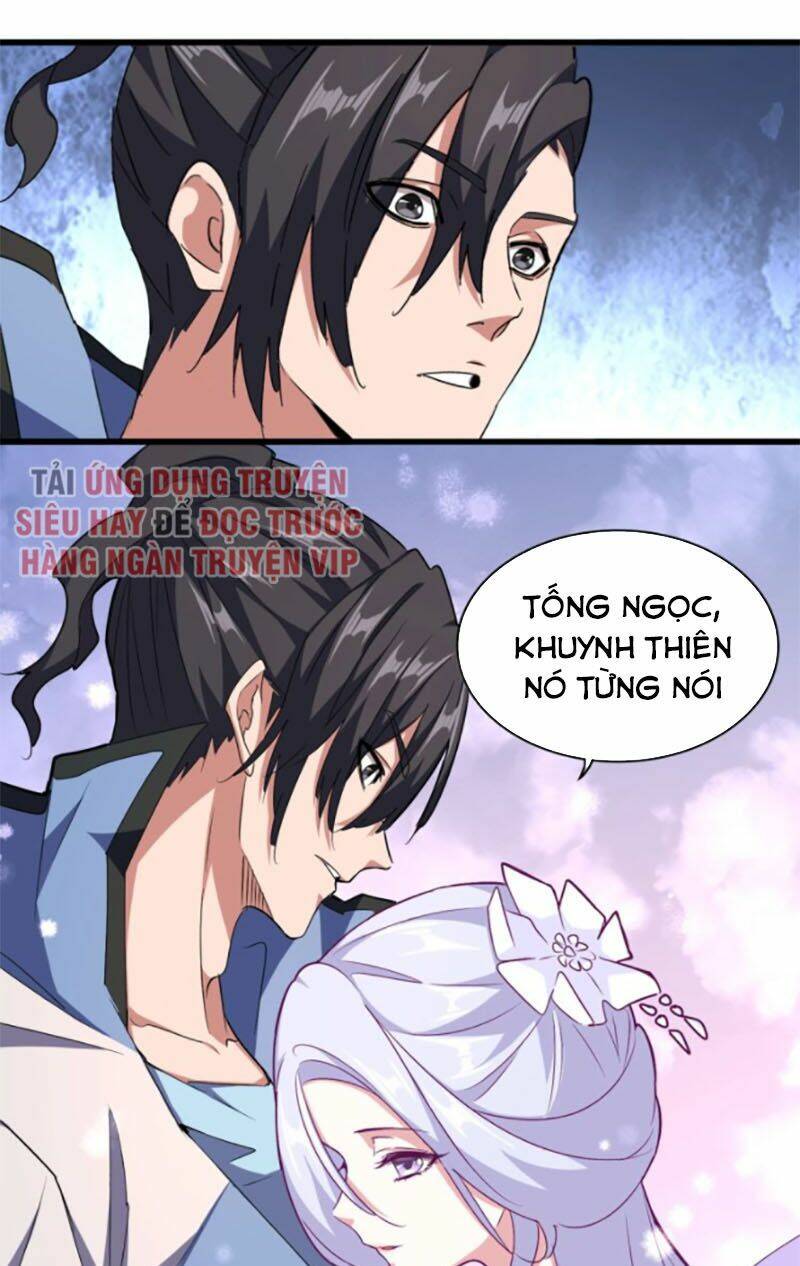 TẢI ỨNG DỤNG TRUYỆN
SIÊU HAY ĐỂ ĐỌC TRƯỚC
HÀNG NGÀN TRUYỆN VIP
TỐNG NGỌC,
KHUYNH THIÊN
NÓ TỪNG NÓI